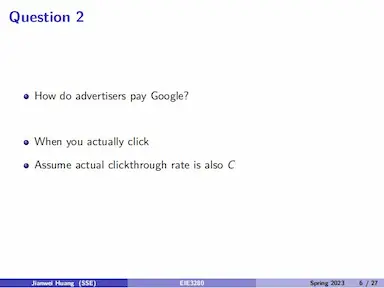 Question 2
How do advertisers pay Google?
When you actually click
Assume actual clickthrough rate is also C
Jianwei Huang (SSE) EIE3280 Spring 2023 6 / 27